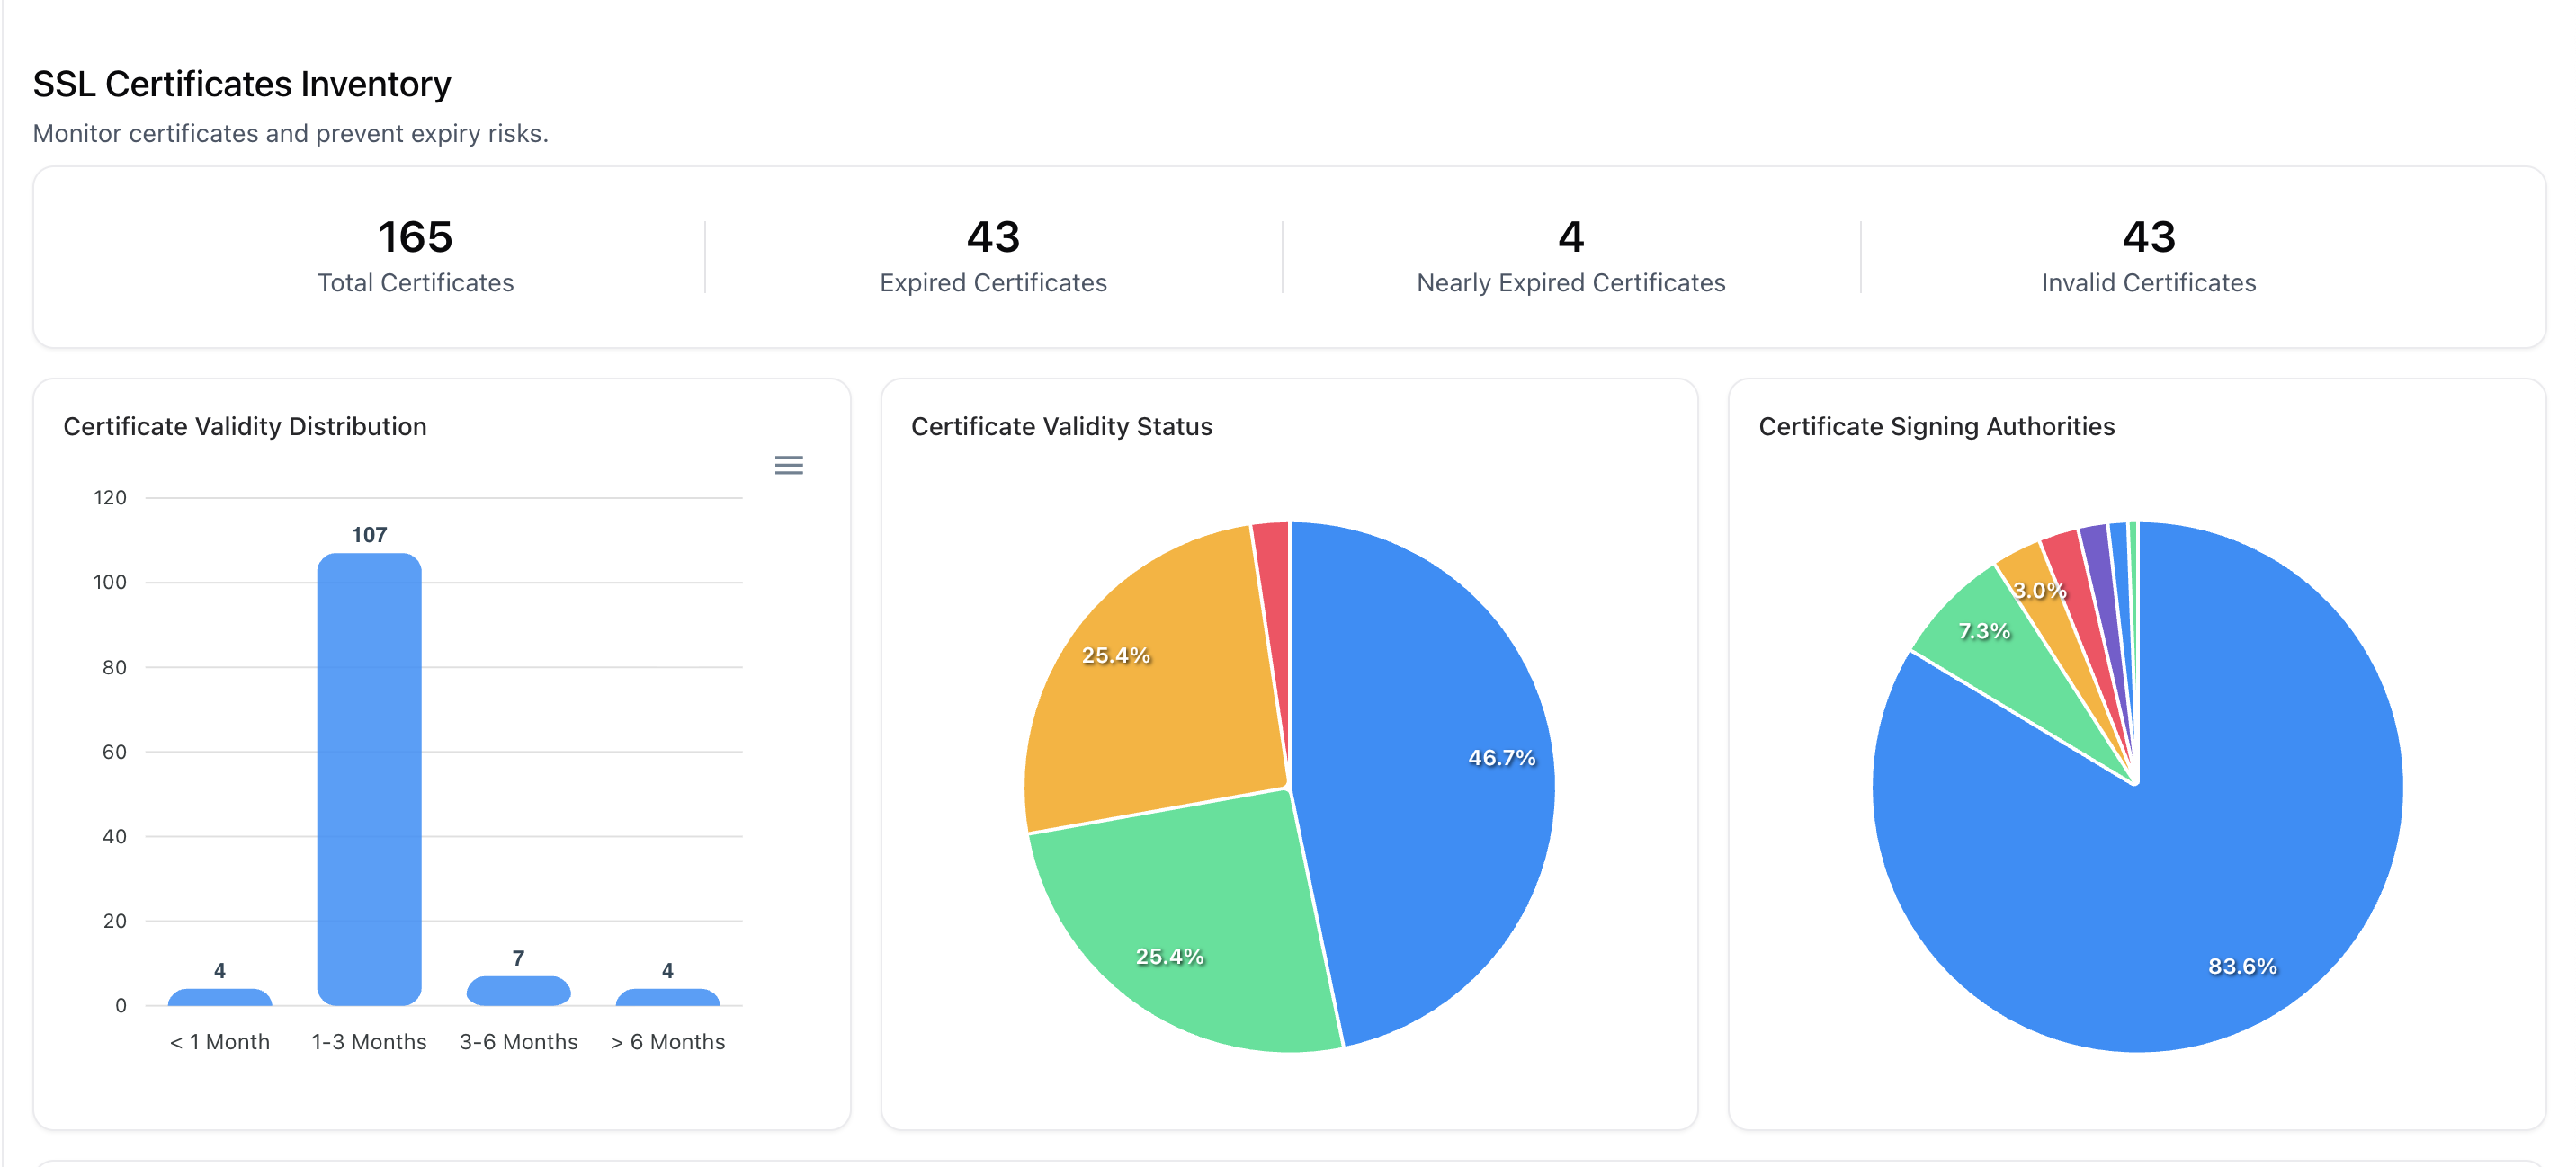 SSL Certificates Inventory
Monitor certificates and prevent expiry risks.
165
Total Certificates
43
Expired Certificates
4
Nearly Expired Certificates
43
Invalid Certificates
Certificate Validity Distribution
120
100
80
60
40
20
0
107
4
7
4
< 1 Month
1-3 Months
3-6 Months
> 6 Months
Certificate Validity Status
25.4%
46.7%
25.4%
Certificate Signing Authorities
3.0%
7.3%
83.6%